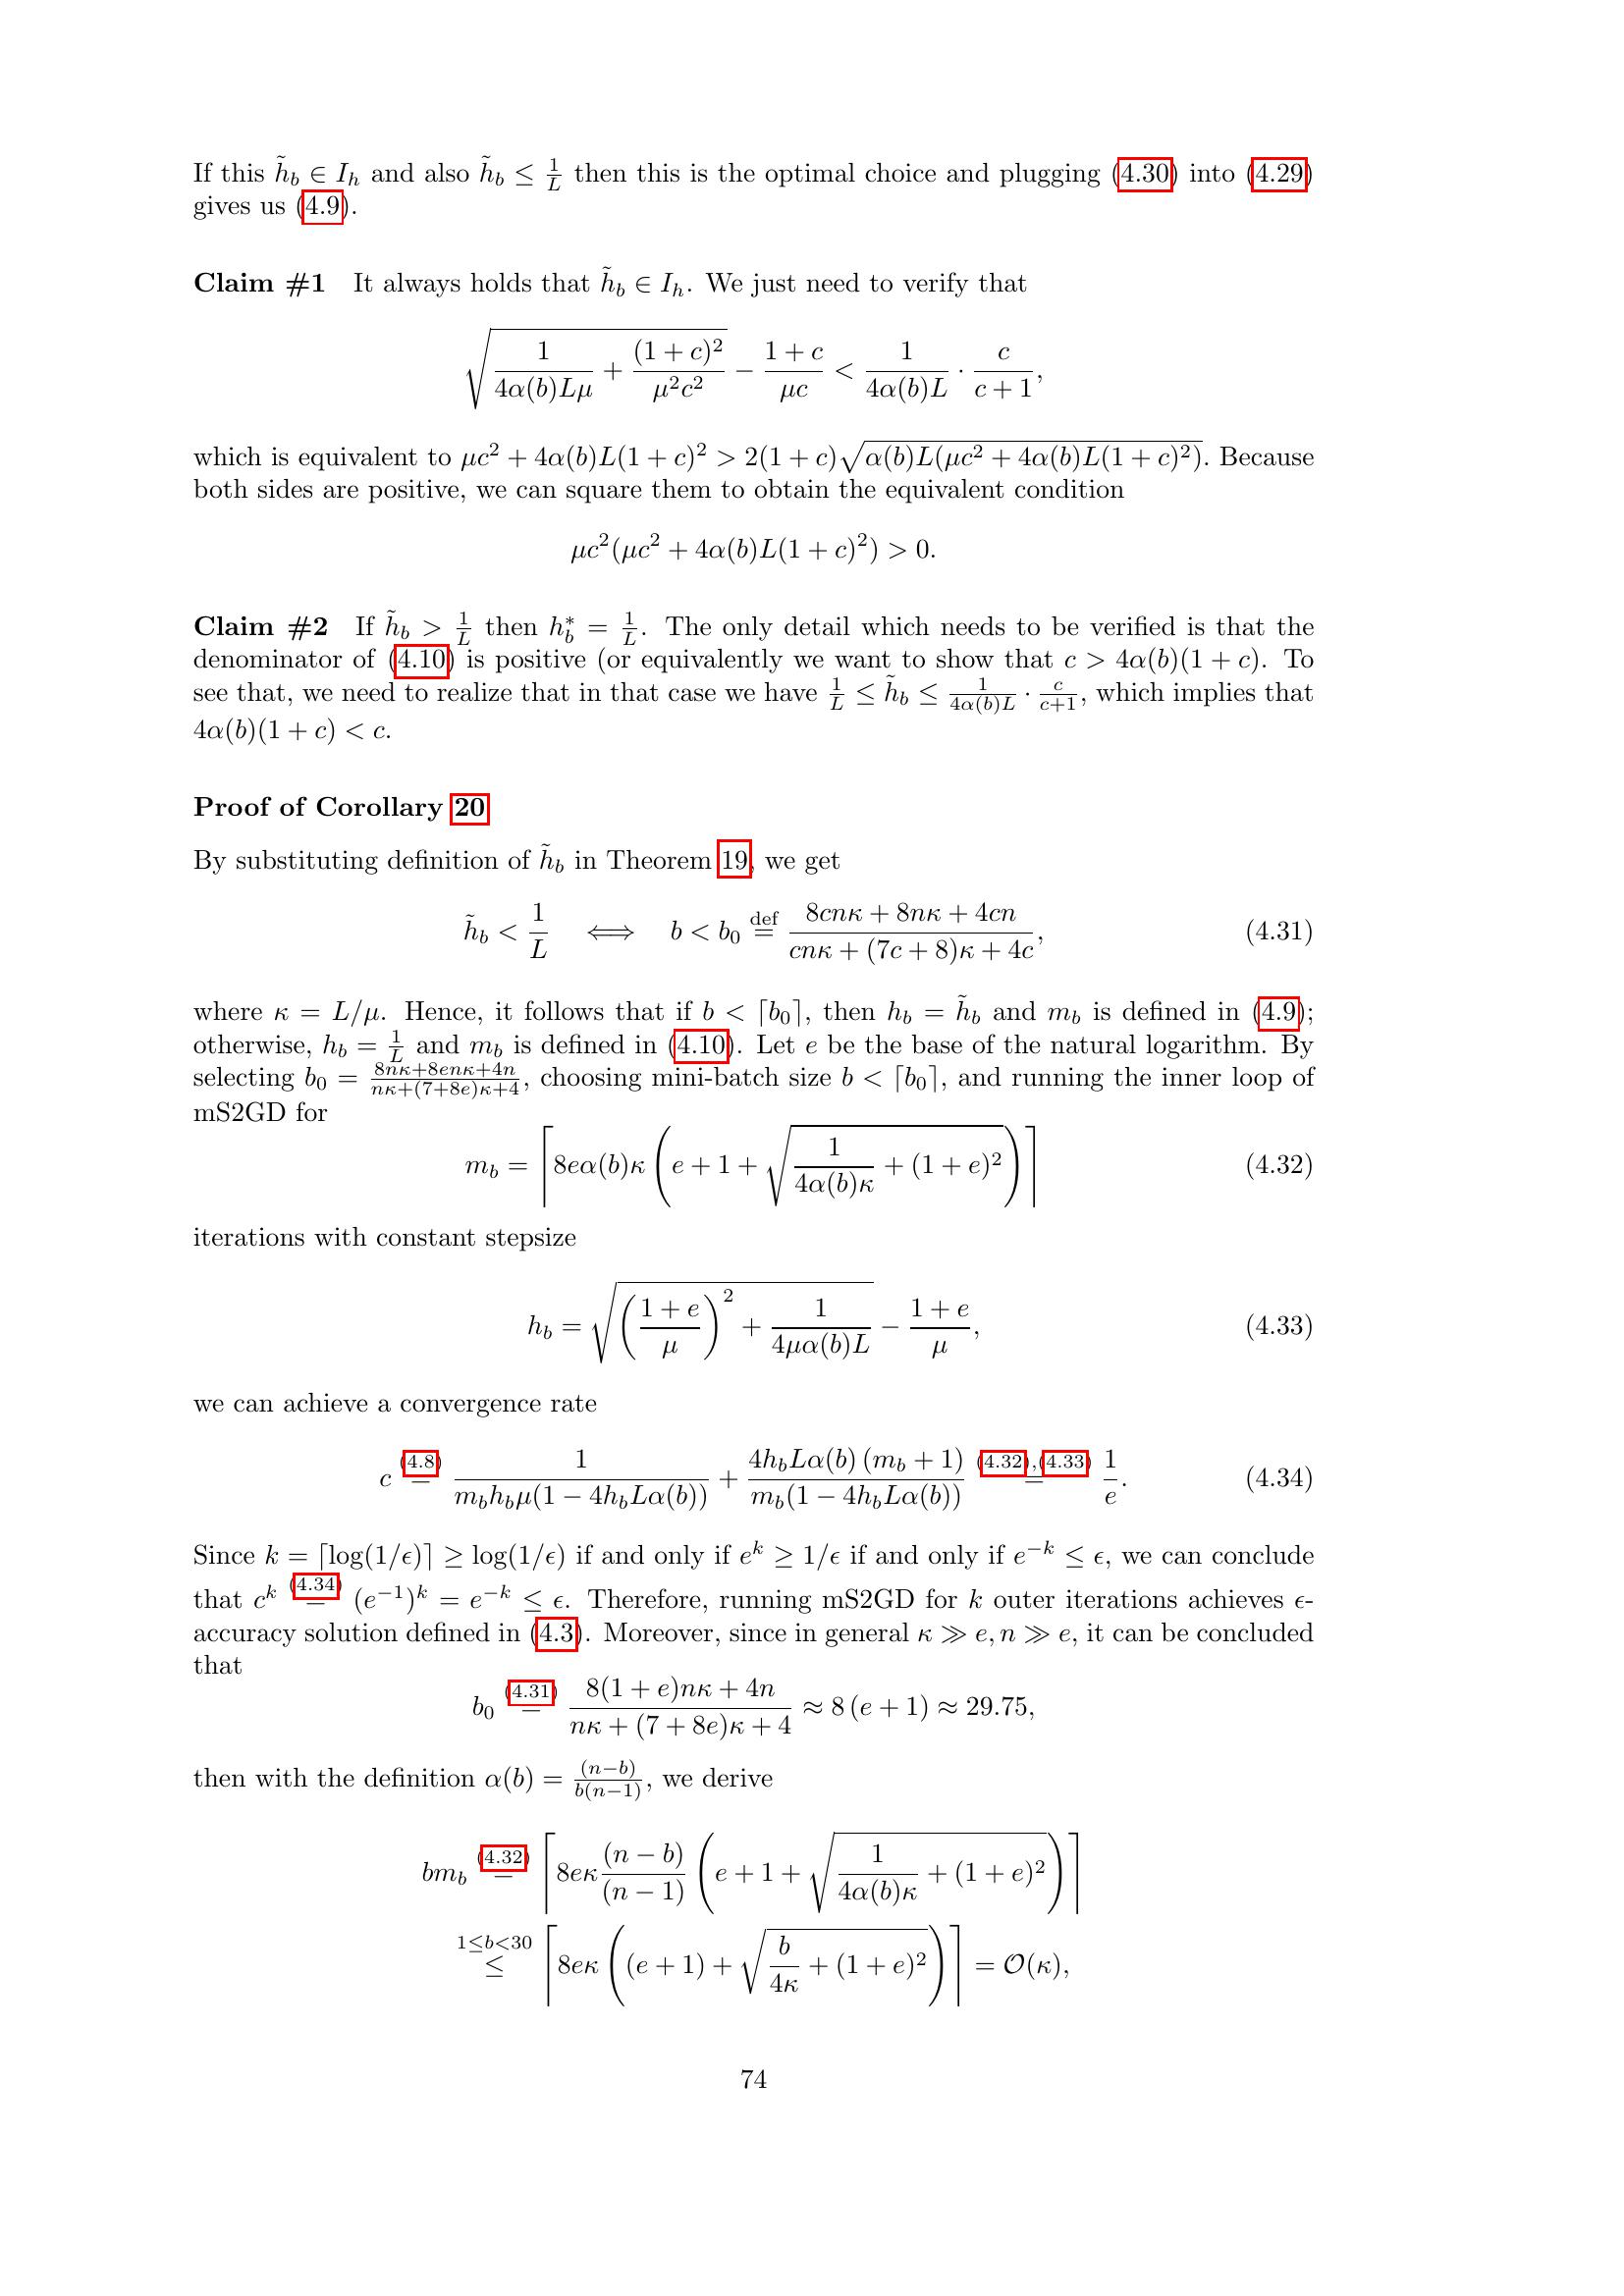 If this $\tilde{h}_b \in I_h$ and also $\tilde{h}_b \leq \frac{1}{L}$ then this is the optimal choice and plugging (4.30) into (4.29)
gives us (4.9).
Claim #1 It always holds that $\tilde{h}_b \in I_h$. We just need to verify that
$\sqrt{\frac{1}{4\alpha(b)L\mu} + \frac{(1+c)^2}{\mu^2 c^2}} - \frac{1+c}{\mu c} < \frac{1}{4\alpha(b)L} \cdot \frac{c}{c+1},$
which is equivalent to $\mu c^2 + 4\alpha(b)L(1+c)^2 > 2(1+c)\sqrt{\alpha(b)L(\mu c^2 + 4\alpha(b)L(1+c)^2)}$. Because
both sides are positive, we can square them to obtain the equivalent condition
$\mu c^2(\mu c^2 + 4\alpha(b)L(1+c)^2) > 0.$
Claim #2 If $\tilde{h}_b > \frac{1}{L}$ then $h_b^* = \frac{1}{L}$. The only detail which needs to be verified is that the
denominator of (4.10) is positive (or equivalently we want to show that $c > 4\alpha(b)(1+c)$. To
see that, we need to realize that in that case we have $\frac{1}{L} \leq \tilde{h}_b \leq \frac{1}{4\alpha(b)L} \cdot \frac{c}{c+1}$, which implies that
$4\alpha(b)(1+c) < c$.
Proof of Corollary 20
By substituting definition of $\tilde{h}_b$ in Theorem 19, we get
$\tilde{h}_b < \frac{1}{L} \iff b < b_0 \overset{\text{def}}{=} \frac{8cn\kappa + 8n\kappa + 4cn}{cn\kappa + (7c+8)\kappa + 4c},$ (4.31)
where $\kappa = L/\mu$. Hence, it follows that if $b < \lceil b_0 \rceil$, then $h_b = \tilde{h}_b$ and $m_b$ is defined in (4.9);
otherwise, $h_b = \frac{1}{L}$ and $m_b$ is defined in (4.10). Let $e$ be the base of the natural logarithm. By
selecting $b_0 = \frac{8n\kappa+8en\kappa+4n}{n\kappa+(7+8e)\kappa+4}$, choosing mini-batch size $b < \lceil b_0 \rceil$, and running the inner loop of
mS2GD for
$m_b = \left\lceil 8e\alpha(b)\kappa \left( e + 1 + \sqrt{\frac{1}{4\alpha(b)\kappa} + (1+e)^2} \right) \right\rceil$ (4.32)
iterations with constant stepsize
$h_b = \sqrt{\left(\frac{1+e}{\mu}\right)^2 + \frac{1}{4\mu\alpha(b)L}} - \frac{1+e}{\mu},$ (4.33)
we can achieve a convergence rate
$c \overset{(4.8)}{=} \frac{1}{m_b h_b \mu(1 - 4h_b L\alpha(b))} + \frac{4h_b L\alpha(b)\,(m_b+1)}{m_b(1 - 4h_b L\alpha(b))} \overset{(4.32),(4.33)}{=} \frac{1}{e}.$ (4.34)
Since $k = \lceil \log(1/\epsilon) \rceil \geq \log(1/\epsilon)$ if and only if $e^k \geq 1/\epsilon$ if and only if $e^{-k} \leq \epsilon$, we can conclude
that $c^k \overset{(4.34)}{=} (e^{-1})^k = e^{-k} \leq \epsilon$. Therefore, running mS2GD for $k$ outer iterations achieves $\epsilon$-
accuracy solution defined in (4.3). Moreover, since in general $\kappa \gg e, n \gg e$, it can be concluded
that
$b_0 \overset{(4.31)}{=} \frac{8(1+e)n\kappa + 4n}{n\kappa + (7+8e)\kappa + 4} \approx 8\,(e+1) \approx 29.75,$
then with the definition $\alpha(b) = \frac{(n-b)}{b(n-1)}$, we derive
$bm_b \overset{(4.32)}{=} \left\lceil 8e\kappa \frac{(n-b)}{(n-1)} \left( e + 1 + \sqrt{\frac{1}{4\alpha(b)\kappa} + (1+e)^2} \right) \right\rceil$
$\overset{1 \leq b < 30}{\leq} \left\lceil 8e\kappa \left( (e+1) + \sqrt{\frac{b}{4\kappa} + (1+e)^2} \right) \right\rceil = \mathcal{O}(\kappa),$
74